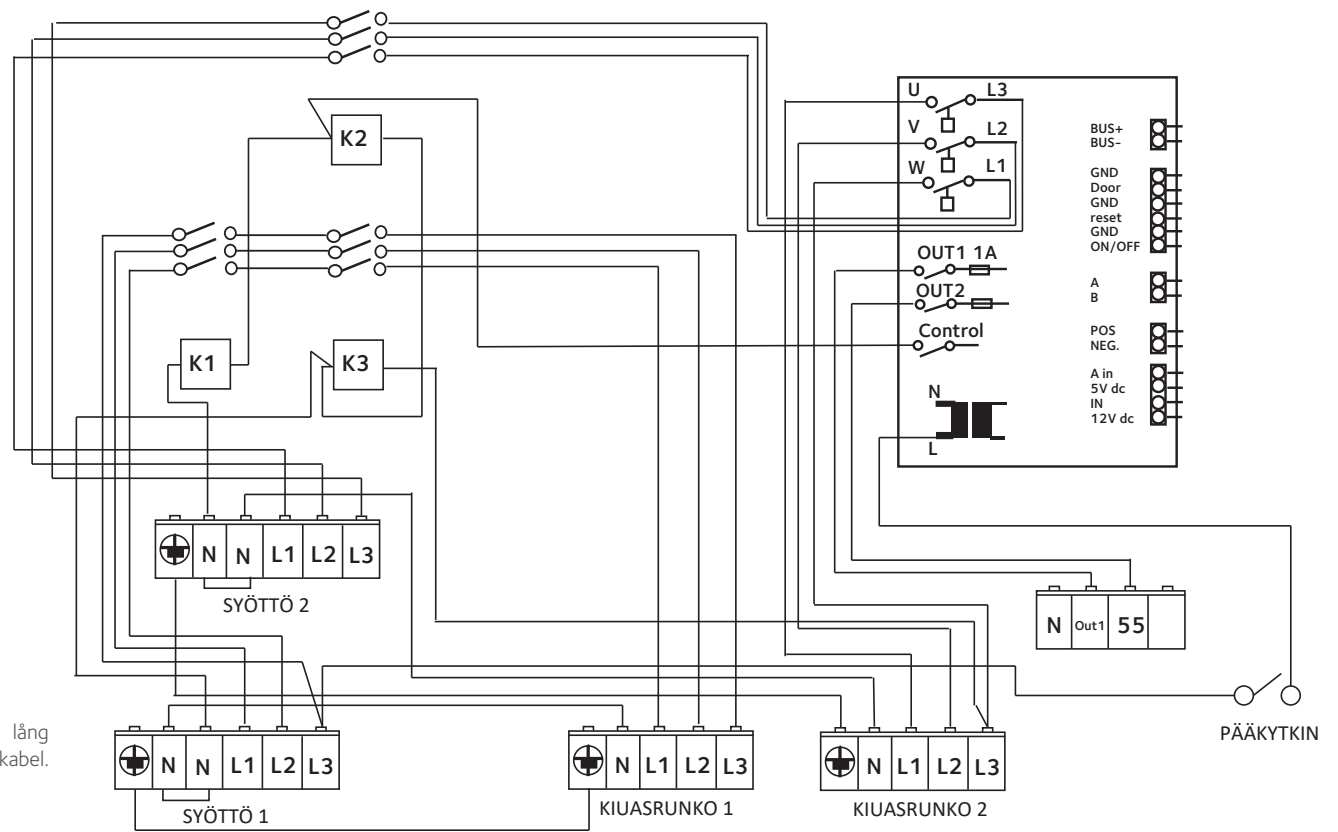 U L3
V L2
W L1
OUT1 1A
OUT2
Control
N
L
BUS+
BUS–
GND
Door
GND
reset
GND
ON/OFF
A
B
POS
NEG.
A in
5V dc
IN
12V dc
K2
K1
K3
N N L1 L2 L3
SYÖTTÖ 2
N Out1 55
PÄÄKYTKIN
lång
kabel.
N N L1 L2 L3
SYÖTTÖ 1
N L1 L2 L3
KIUASRUNKO 1
N L1 L2 L3
KIUASRUNKO 2